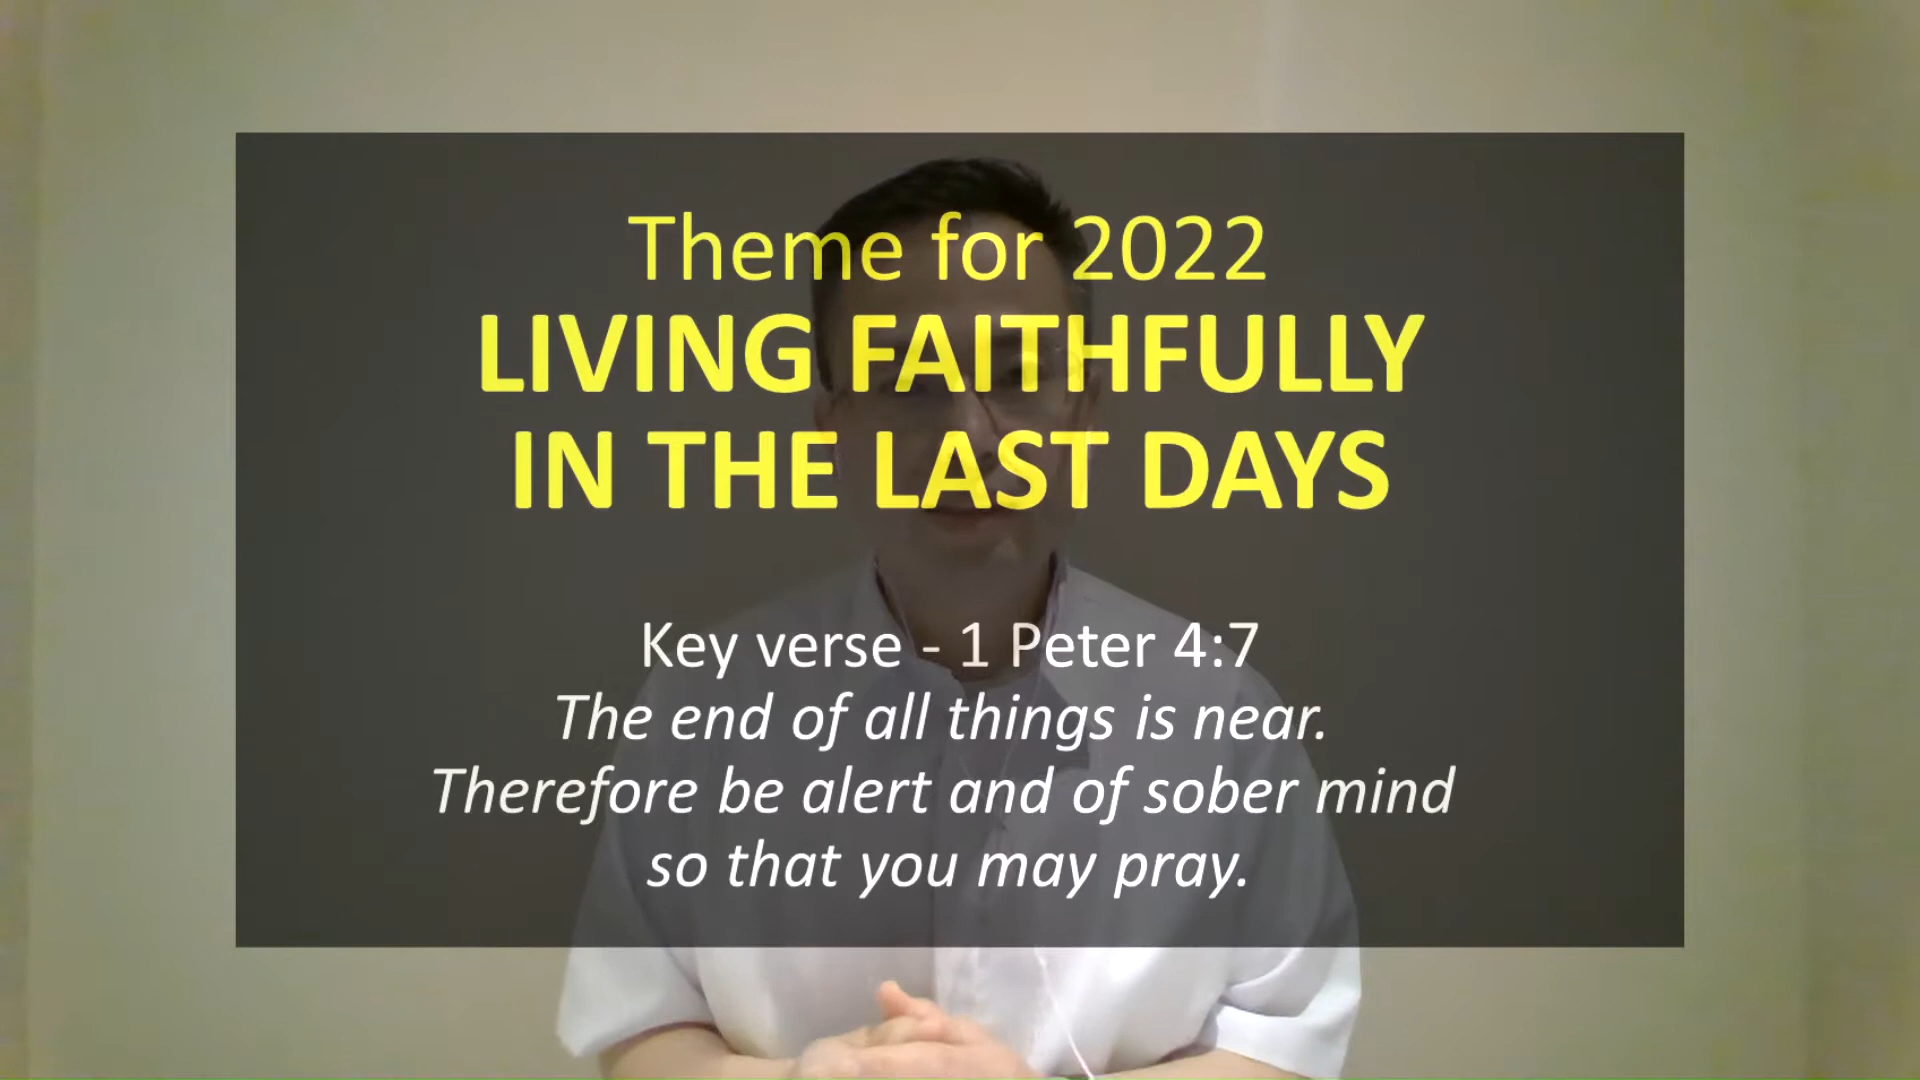 Theme for 2022
LIVING FAITHFULLY
IN THE LAST DAYS
Key verse - 1 Peter 4:7
The end of all things is near.
Therefore be alert and of sober mind
so that you may pray.